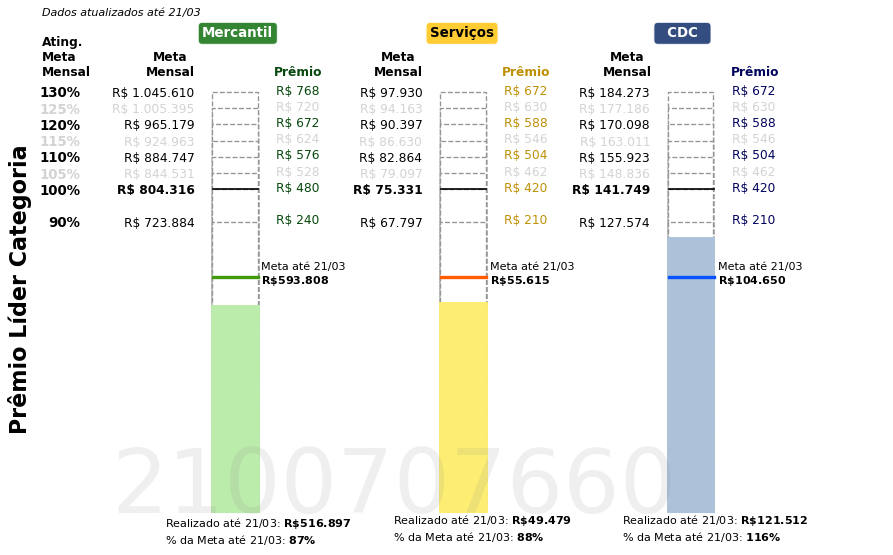 Dados atualizados até 21/03
Mercantil Serviços CDC
Ating. Meta Mensal
Meta Mensal Prêmio Meta Mensal Prêmio Meta Mensal Prêmio
130% R$ 1.045.610 R$ 768 R$ 97.930 R$ 672 R$ 184.273 R$ 672
125% R$ 1.005.395 R$ 720 R$ 94.163 R$ 630 R$ 177.186 R$ 630
120% R$ 965.179 R$ 672 R$ 90.397 R$ 588 R$ 170.098 R$ 588
115% R$ 924.963 R$ 624 R$ 86.630 R$ 546 R$ 163.011 R$ 546
110% R$ 884.747 R$ 576 R$ 82.864 R$ 504 R$ 155.923 R$ 504
105% R$ 844.531 R$ 528 R$ 79.097 R$ 462 R$ 148.836 R$ 462
100% R$ 804.316 R$ 480 R$ 75.331 R$ 420 R$ 141.749 R$ 420
90% R$ 723.884 R$ 240 R$ 67.797 R$ 210 R$ 127.574 R$ 210
Prêmio Líder Categoria
Meta até 21/03 Meta até 21/03 Meta até 21/03
R$593.808 R$55.615 R$104.650
2100707660
Realizado até 21/03: R$516.897 Realizado até 21/03: R$49.479 Realizado até 21/03: R$121.512
% da Meta até 21/03: 87% % da Meta até 21/03: 88% % da Meta até 21/03: 116%